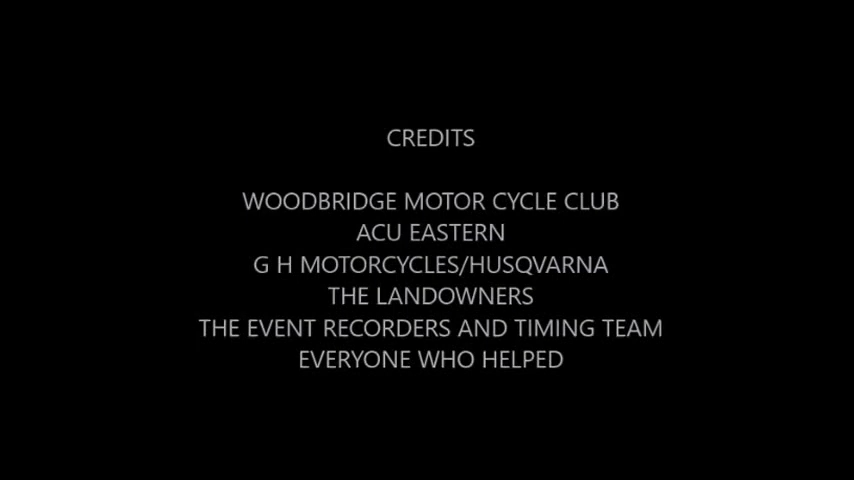 CREDITS
WOODBRIDGE MOTOR CYCLE CLUB
ACU EASTERN
G H MOTORCYCLES/HUSQVARNA
THE LANDOWNERS
THE EVENT RECORDERS AND TIMING TEAM
EVERYONE WHO HELPED